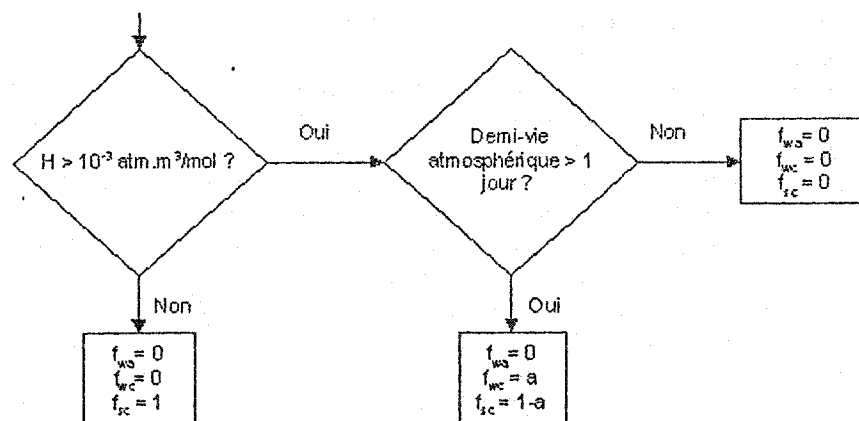 H > 10⁻³ atm.m³/mol ?
Oui
Demi-vie
atmosphérique > 1
jour ?
Non
f_wa = 0
f_wc = 0
f_sc = 0
Non
f_wa = 0
f_wc = 0
f_sc = 1
Oui
f_wa = 0
f_wc = a
f_sc = 1-a